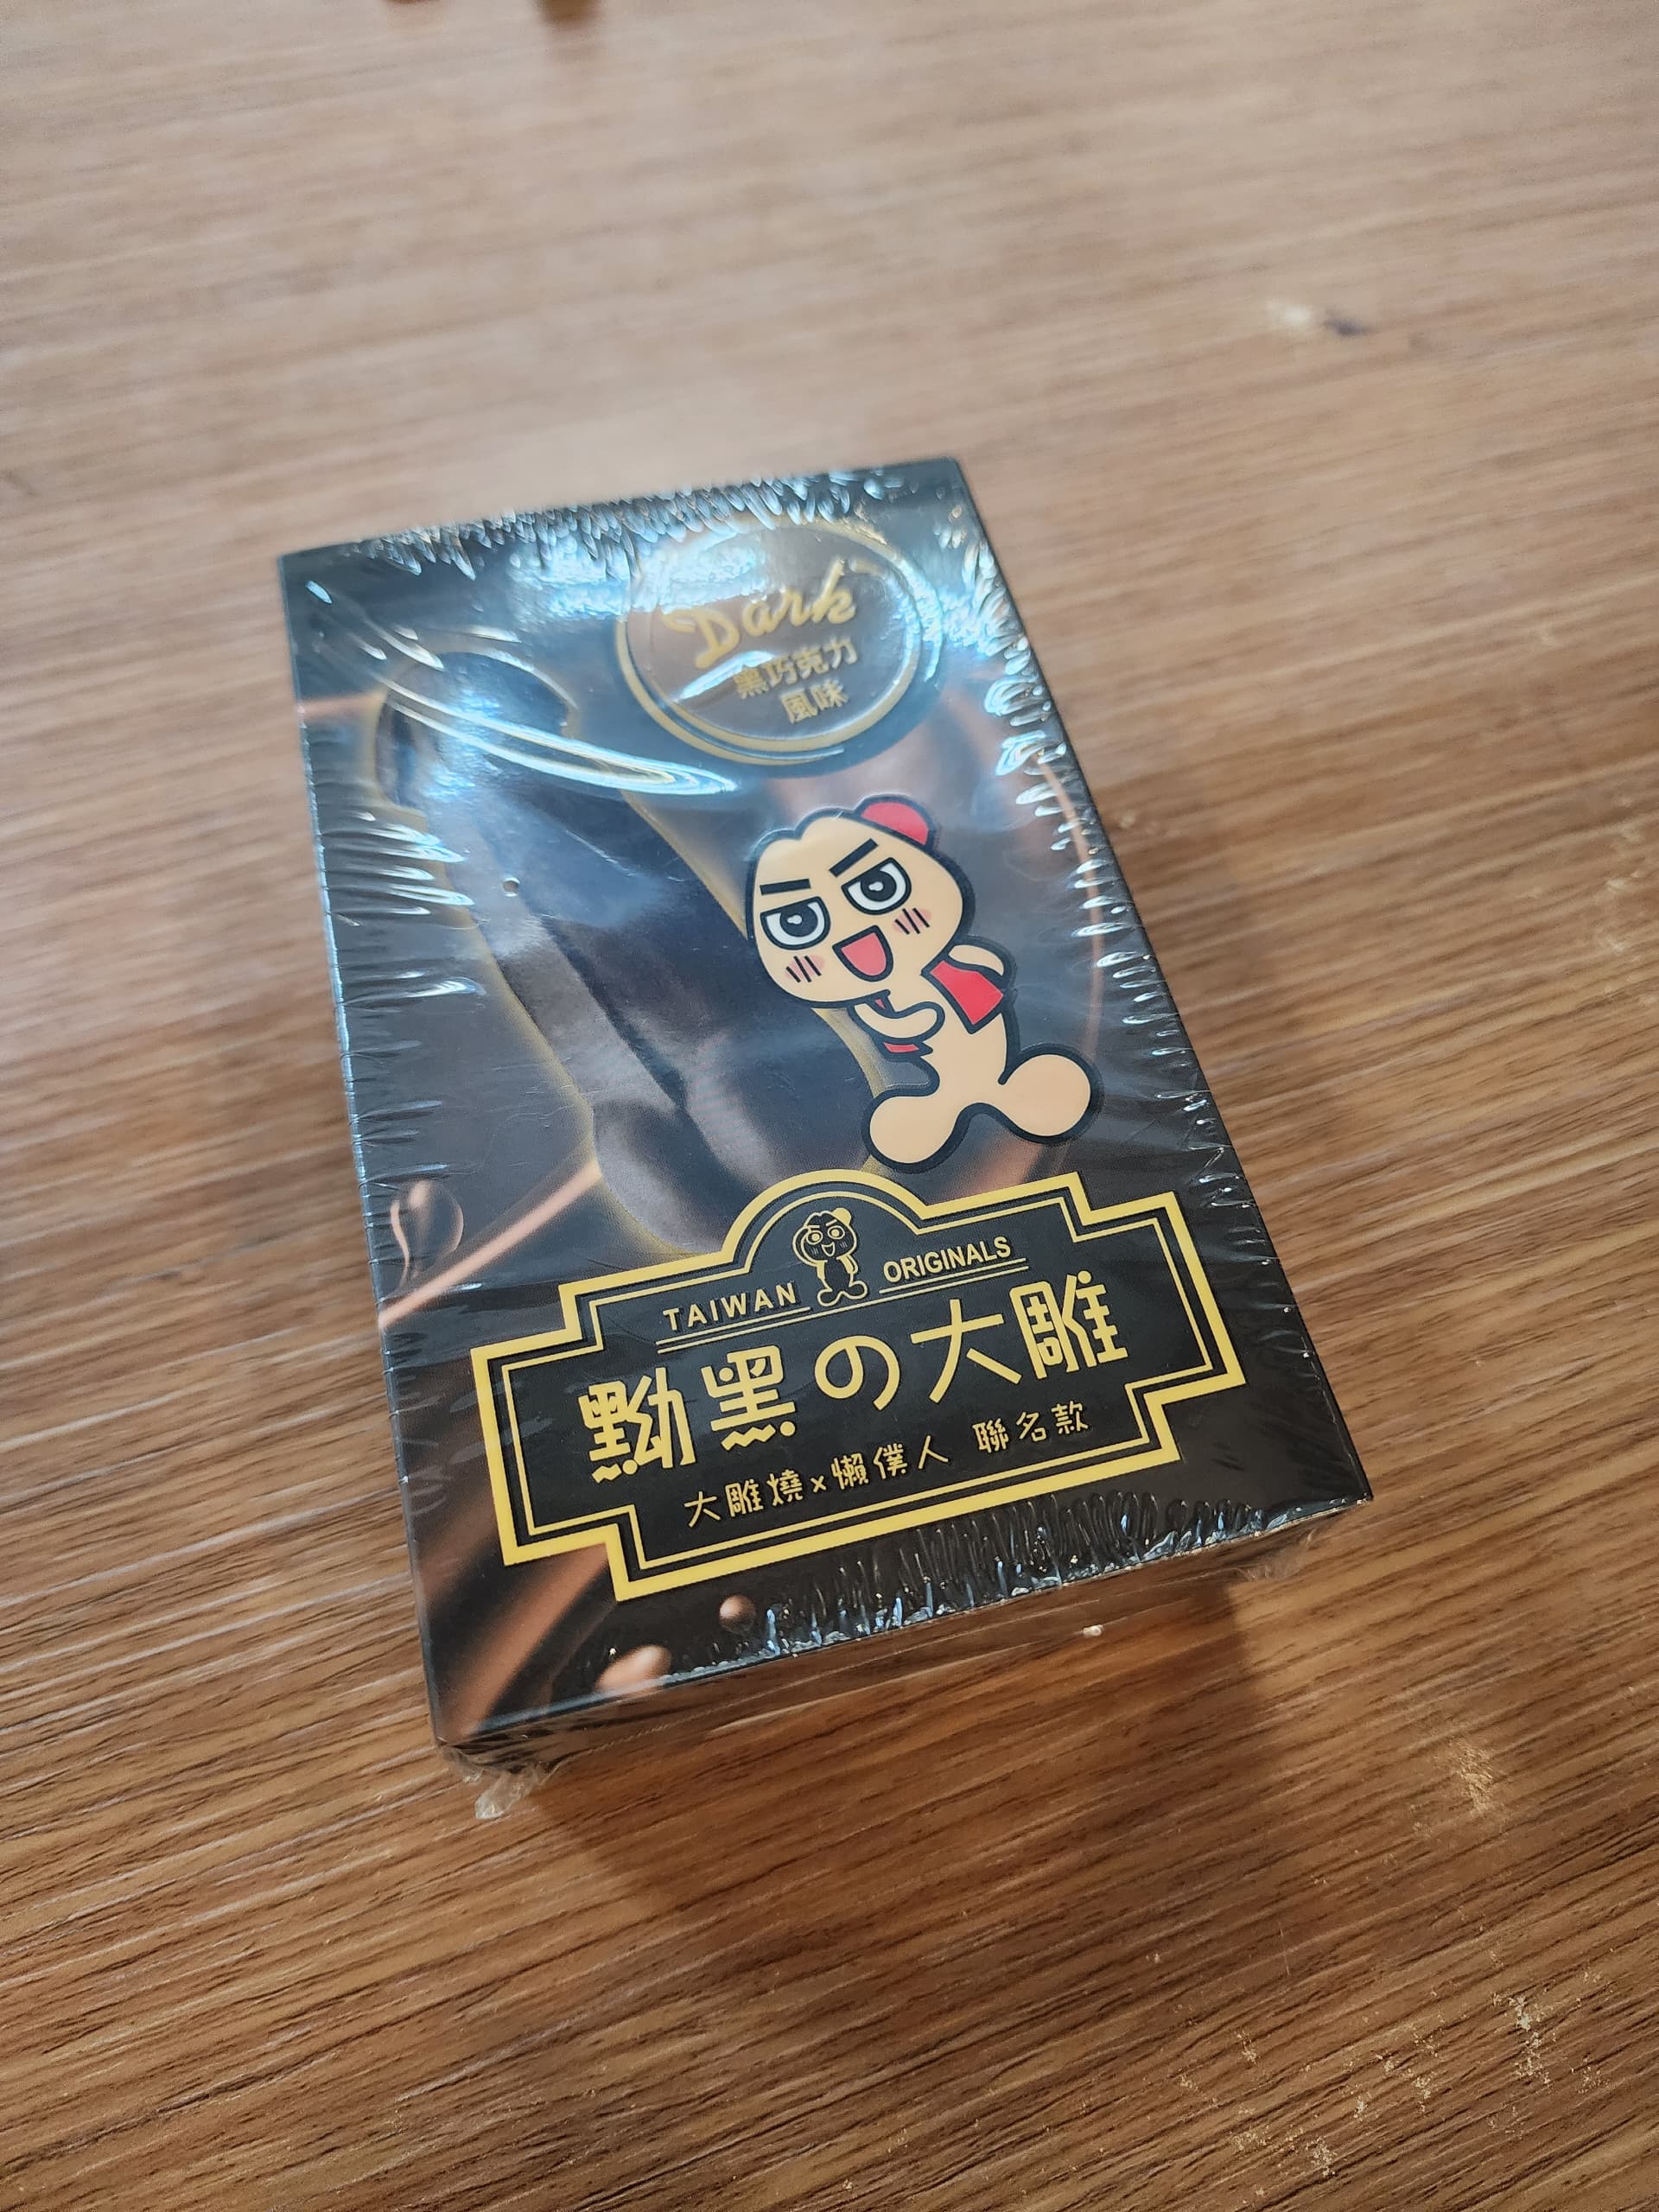 Dark
黑巧克力
風味
TAIWAN ORIGINALS
黝黑の大雕
大雕燒×懶僕人 聯名款